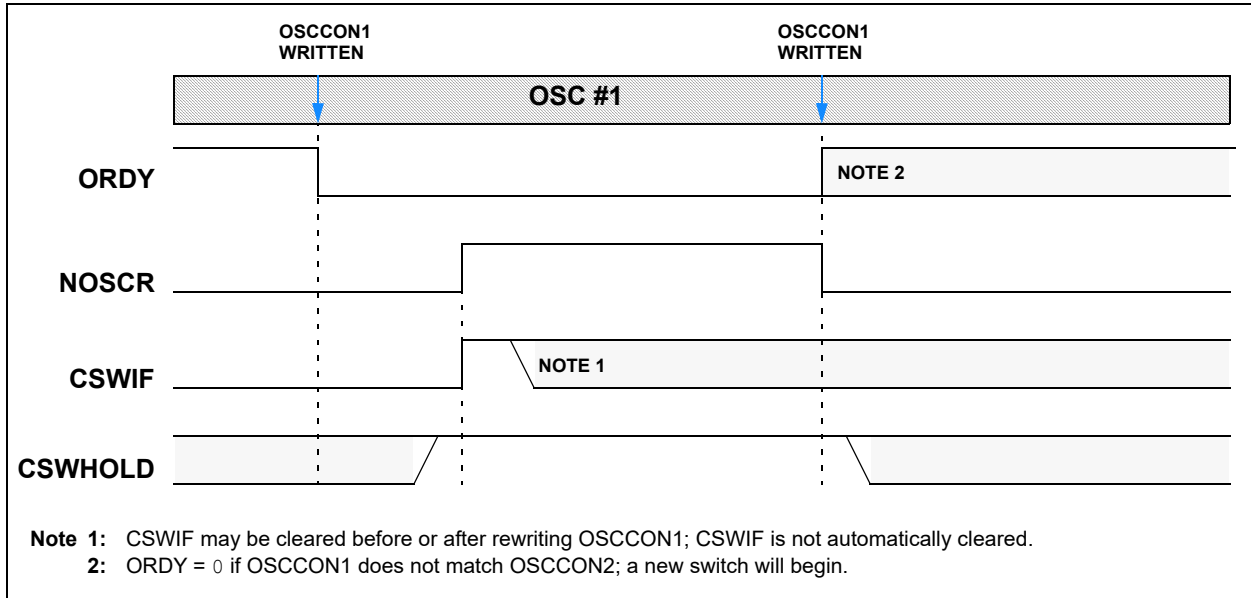 OSCCON1 OSCCON1
WRITTEN WRITTEN
OSC #1
ORDY
NOTE 2
NOSCR
CSWIF
NOTE 1
CSWHOLD
Note 1: CSWIF may be cleared before or after rewriting OSCCON1; CSWIF is not automatically cleared.
2: ORDY = 0 if OSCCON1 does not match OSCCON2; a new switch will begin.